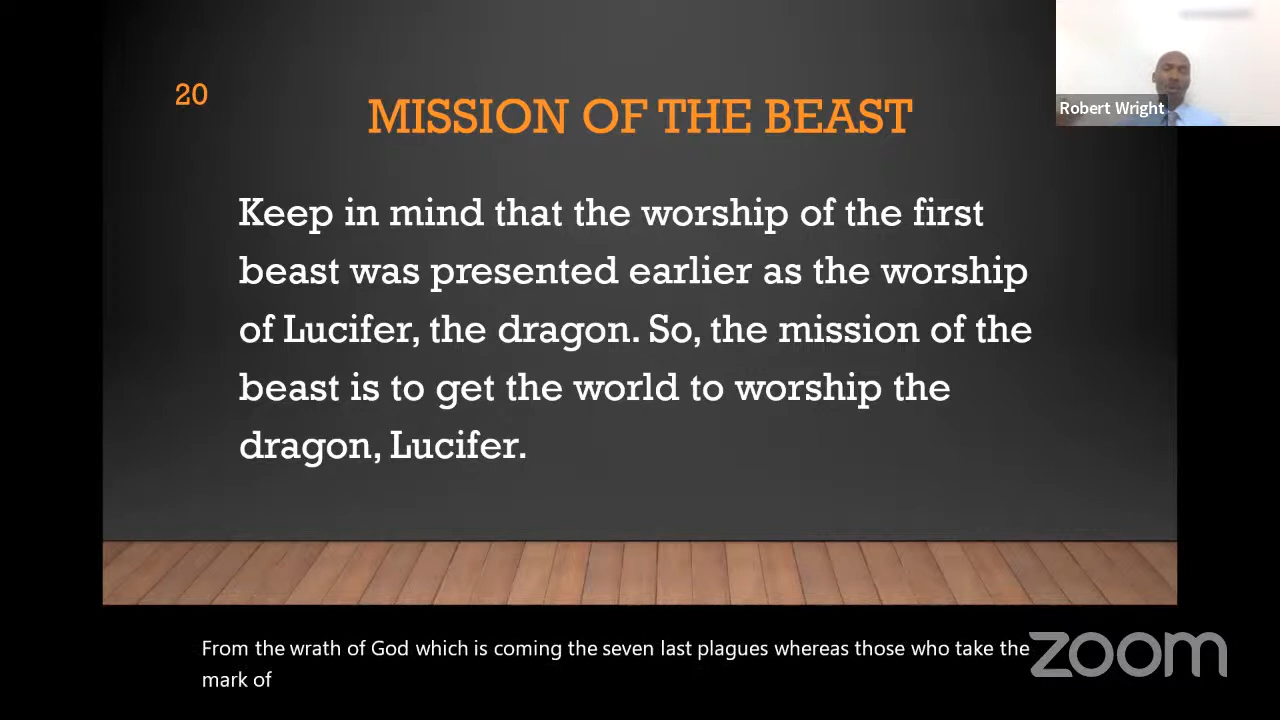 20
MISSION OF THE BEAST
Robert Wright
Keep in mind that the worship of the first
beast was presented earlier as the worship
of Lucifer, the dragon. So, the mission of the
beast is to get the world to worship the
dragon, Lucifer.
From the wrath of God which is coming the seven last plagues whereas those who take the
mark of
zoom